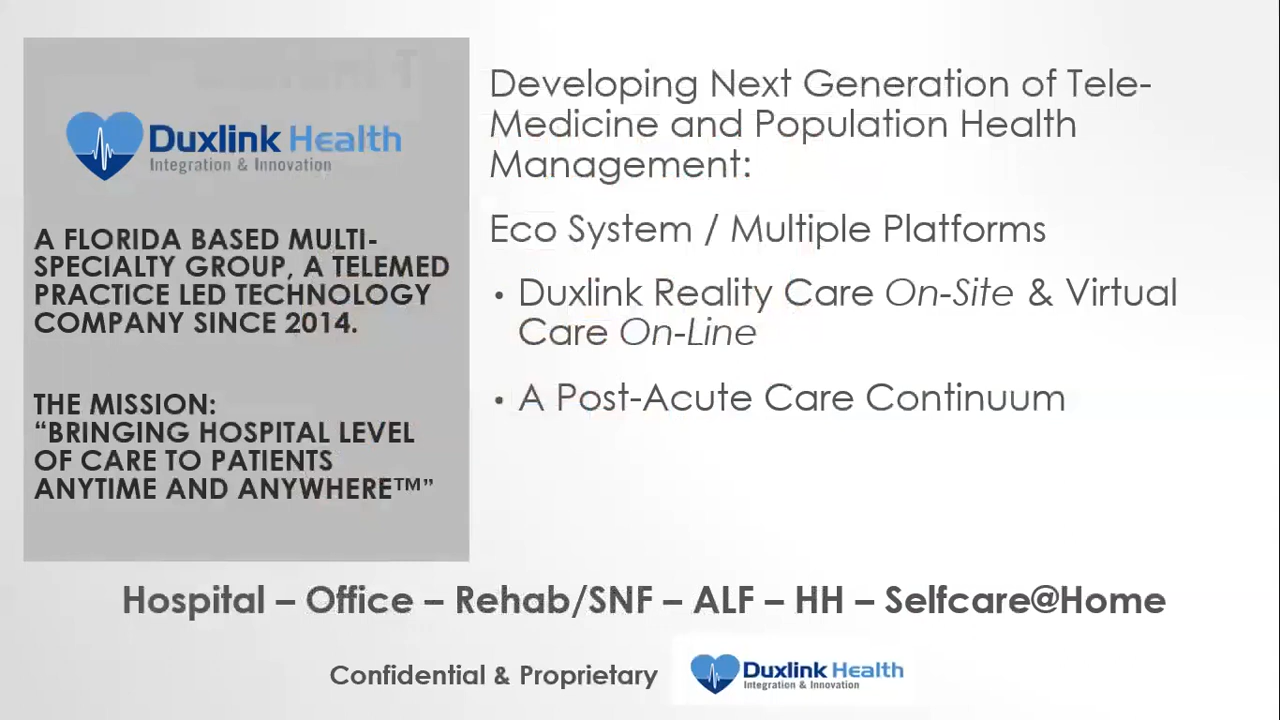 Duxlink Health
Integration & Innovation
A FLORIDA BASED MULTI-
SPECIALTY GROUP, A TELEMED
PRACTICE LED TECHNOLOGY
COMPANY SINCE 2014.
THE MISSION:
“BRINGING HOSPITAL LEVEL
OF CARE TO PATIENTS
ANYTIME AND ANYWHERE™”
Developing Next Generation of Tele-
Medicine and Population Health
Management:
Eco System / Multiple Platforms
• Duxlink Reality Care On-Site & Virtual
Care On-Line
• A Post-Acute Care Continuum
Hospital – Office – Rehab/SNF – ALF – HH – Selfcare@Home
Confidential & Proprietary
Duxlink Health
Integration & Innovation